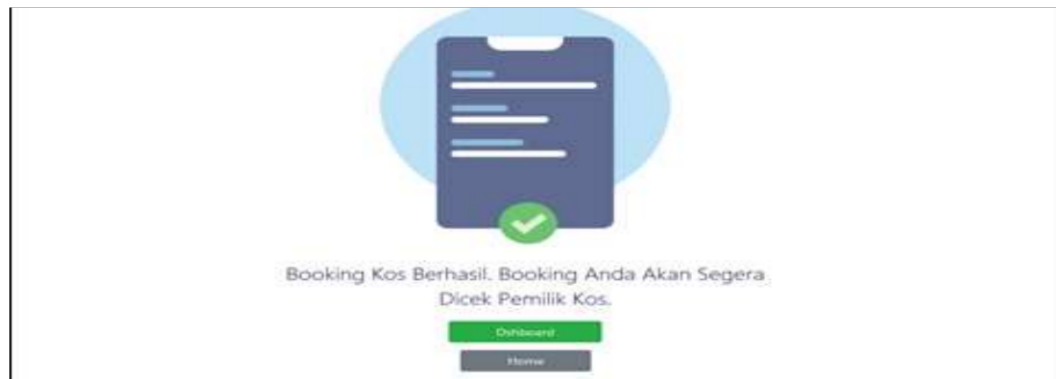 Booking Kos Berhasil. Booking Anda Akan Segera
Dicek Pemilik Kos.
Dshboard
Home